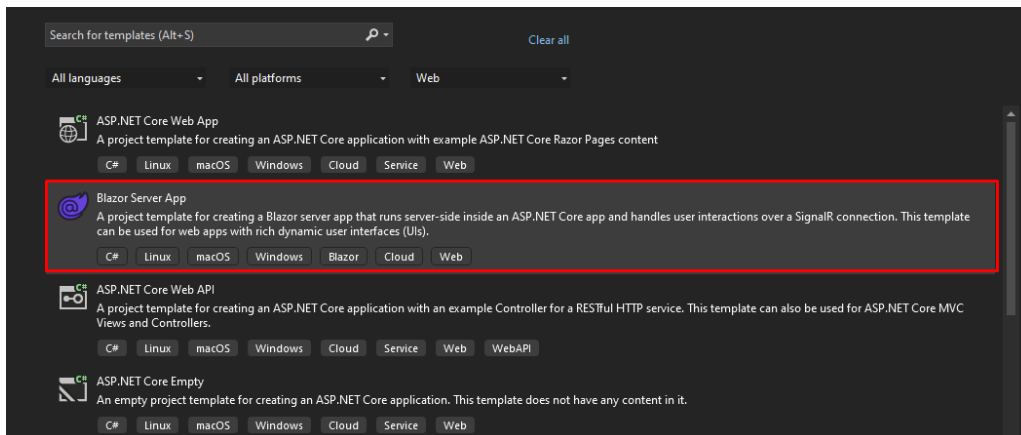 Search for templates (Alt+S)
Clear all
All languages
All platforms
Web
C#
ASP.NET Core Web App
A project template for creating an ASP.NET Core application with example ASP.NET Core Razor Pages content
C# Linux macOS Windows Cloud Service Web
Blazor Server App
A project template for creating a Blazor server app that runs server-side inside an ASP.NET Core app and handles user interactions over a SignalR connection. This template
can be used for web apps with rich dynamic user interfaces (UIs).
C# Linux macOS Windows Blazor Cloud Web
C#
ASP.NET Core Web API
A project template for creating an ASP.NET Core application with an example Controller for a RESTful HTTP service. This template can also be used for ASP.NET Core MVC
Views and Controllers.
C# Linux macOS Windows Cloud Service Web WebAPI
C#
ASP.NET Core Empty
An empty project template for creating an ASP.NET Core application. This template does not have any content in it.
C# Linux macOS Windows Cloud Service Web